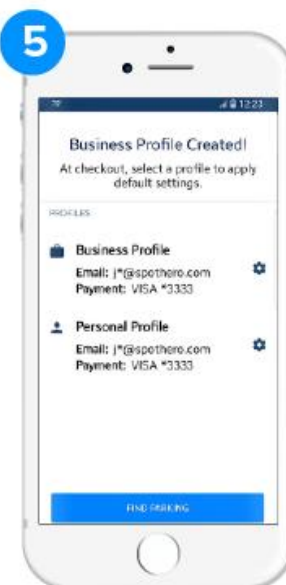 5
12:23
Business Profile Created!
At checkout, select a profile to apply
default settings.
PROFILES
Business Profile
Email: j*@spothero.com
Payment: VISA *3333
Personal Profile
Email: j*@spothero.com
Payment: VISA *3333
FIND PARKING